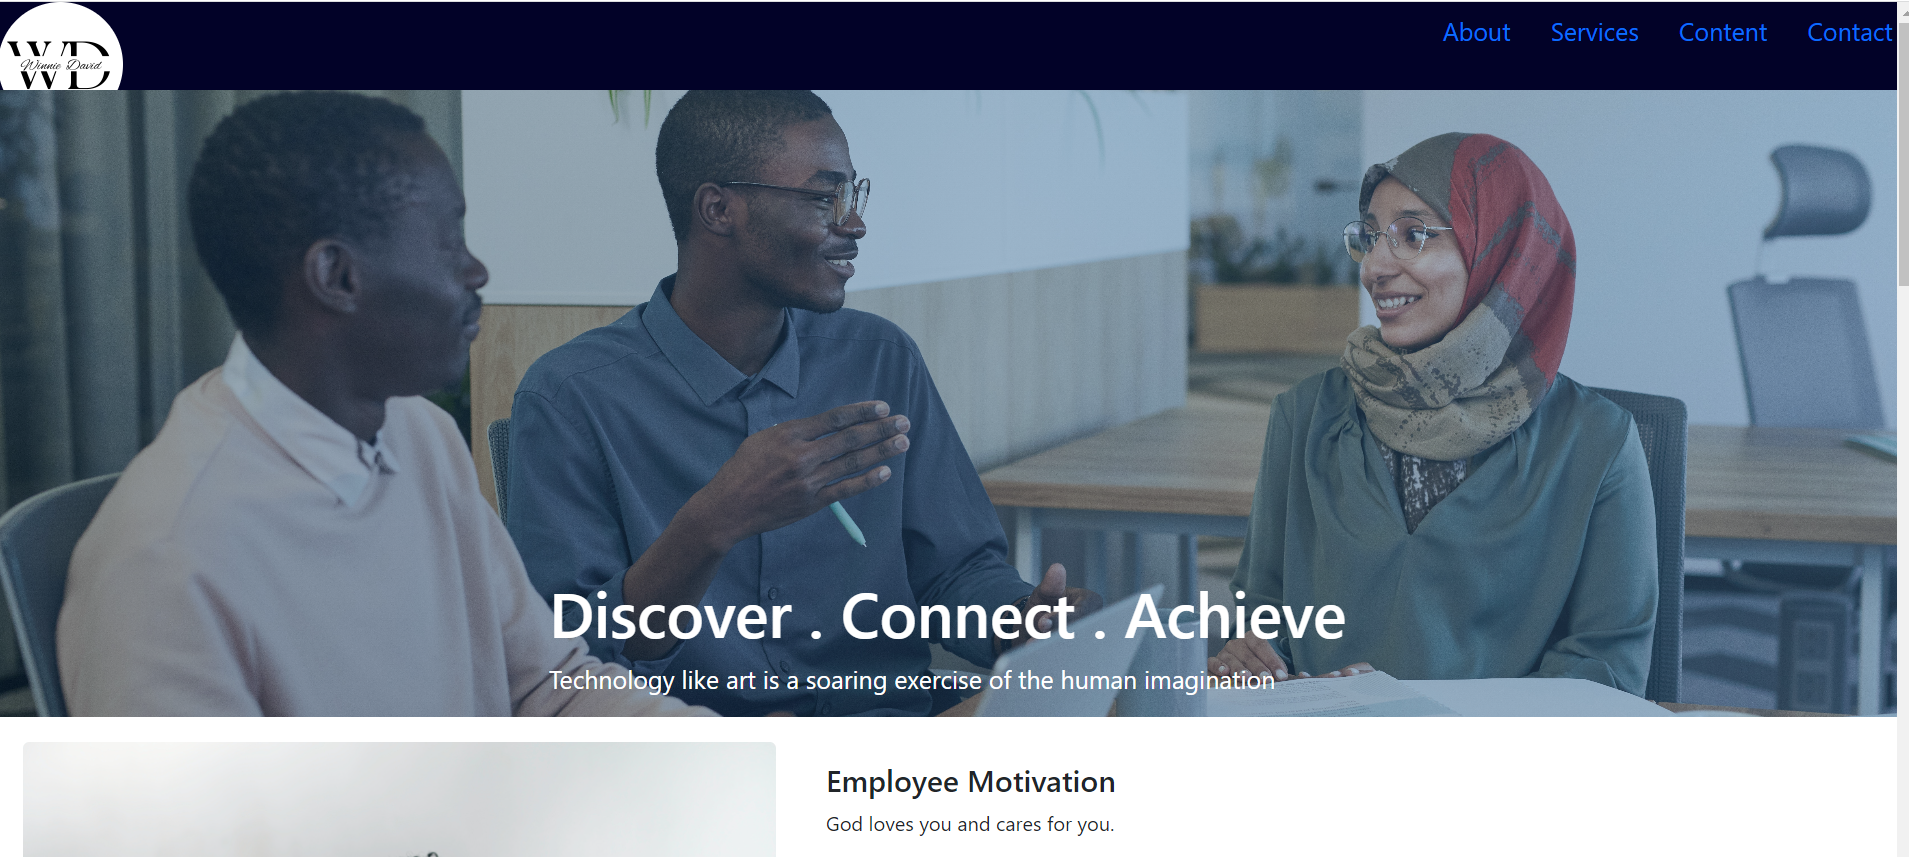 WD
Winnie David
About Services Content Contact
Discover . Connect . Achieve
Technology like art is a soaring exercise of the human imagination
Employee Motivation
God loves you and cares for you.